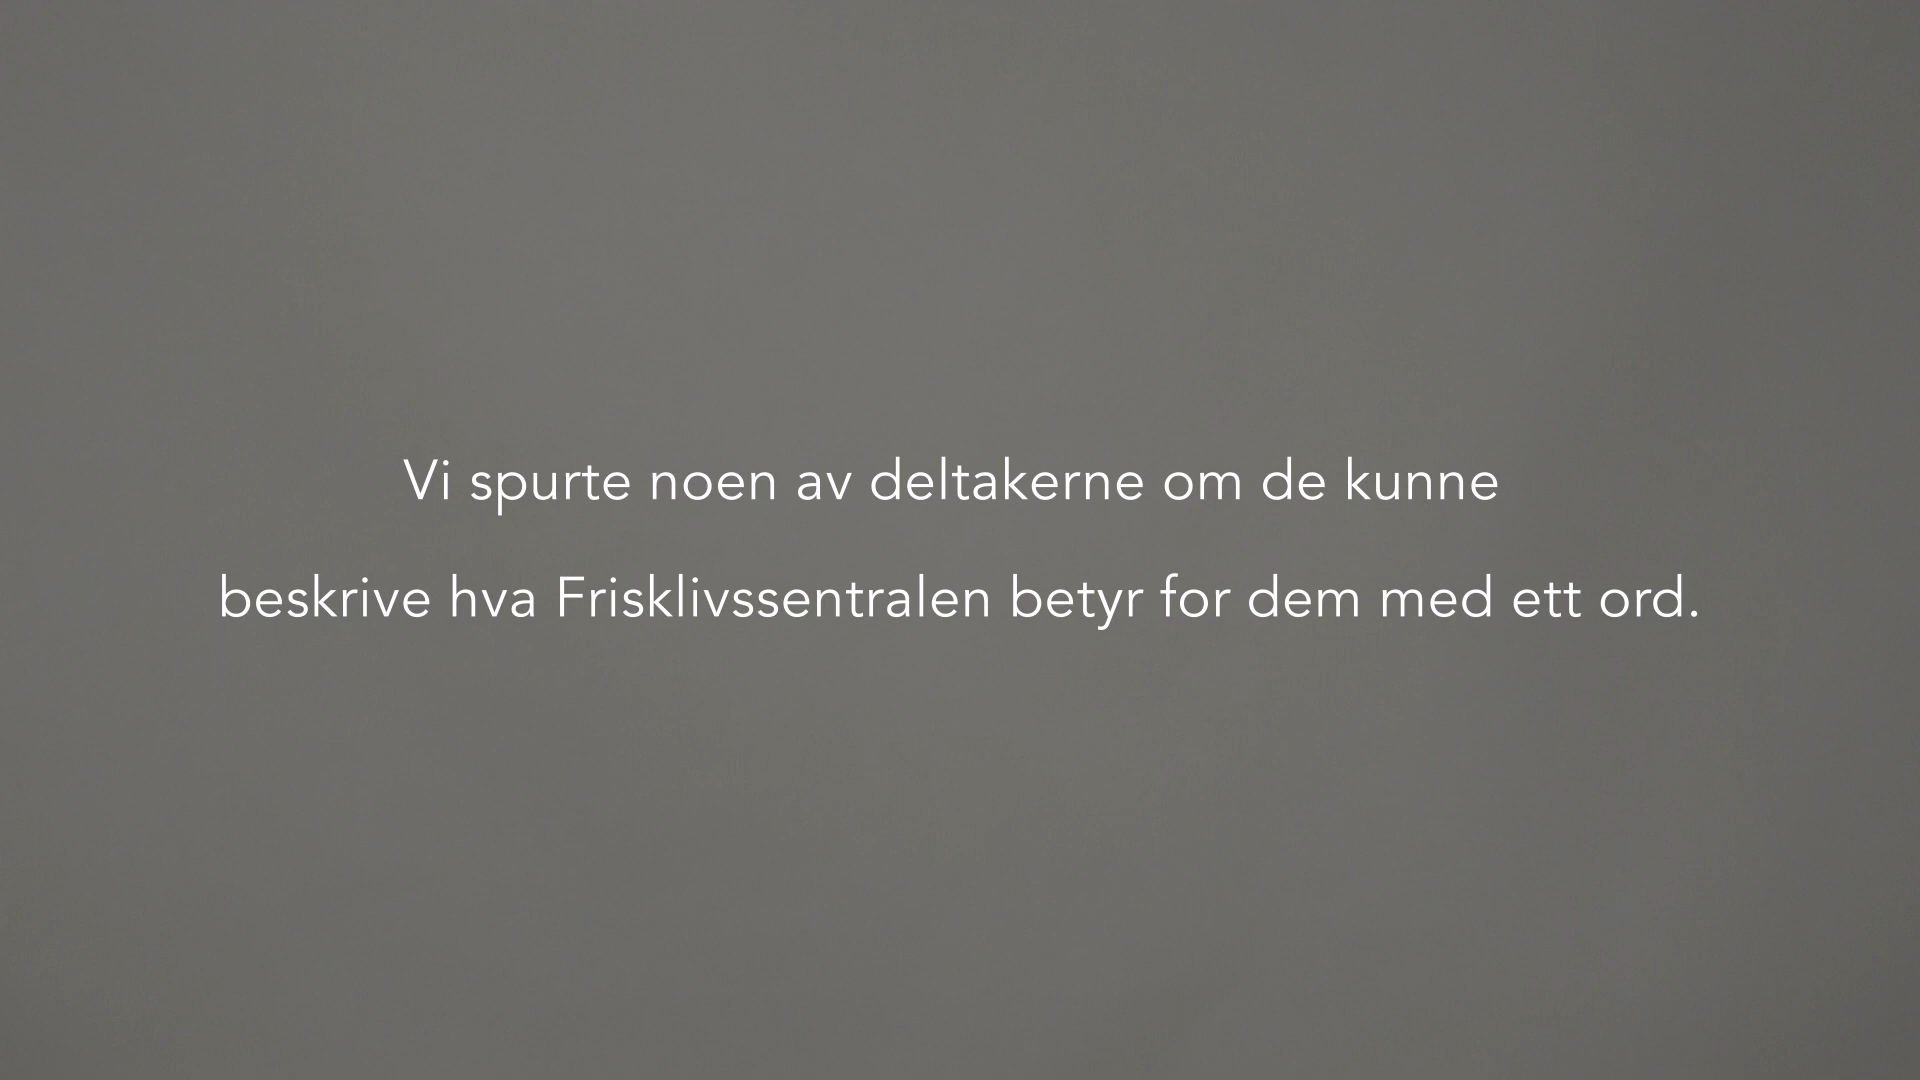 Vi spurte noen av deltakerne om de kunne
beskrive hva Frisklivssentralen betyr for dem med ett ord.